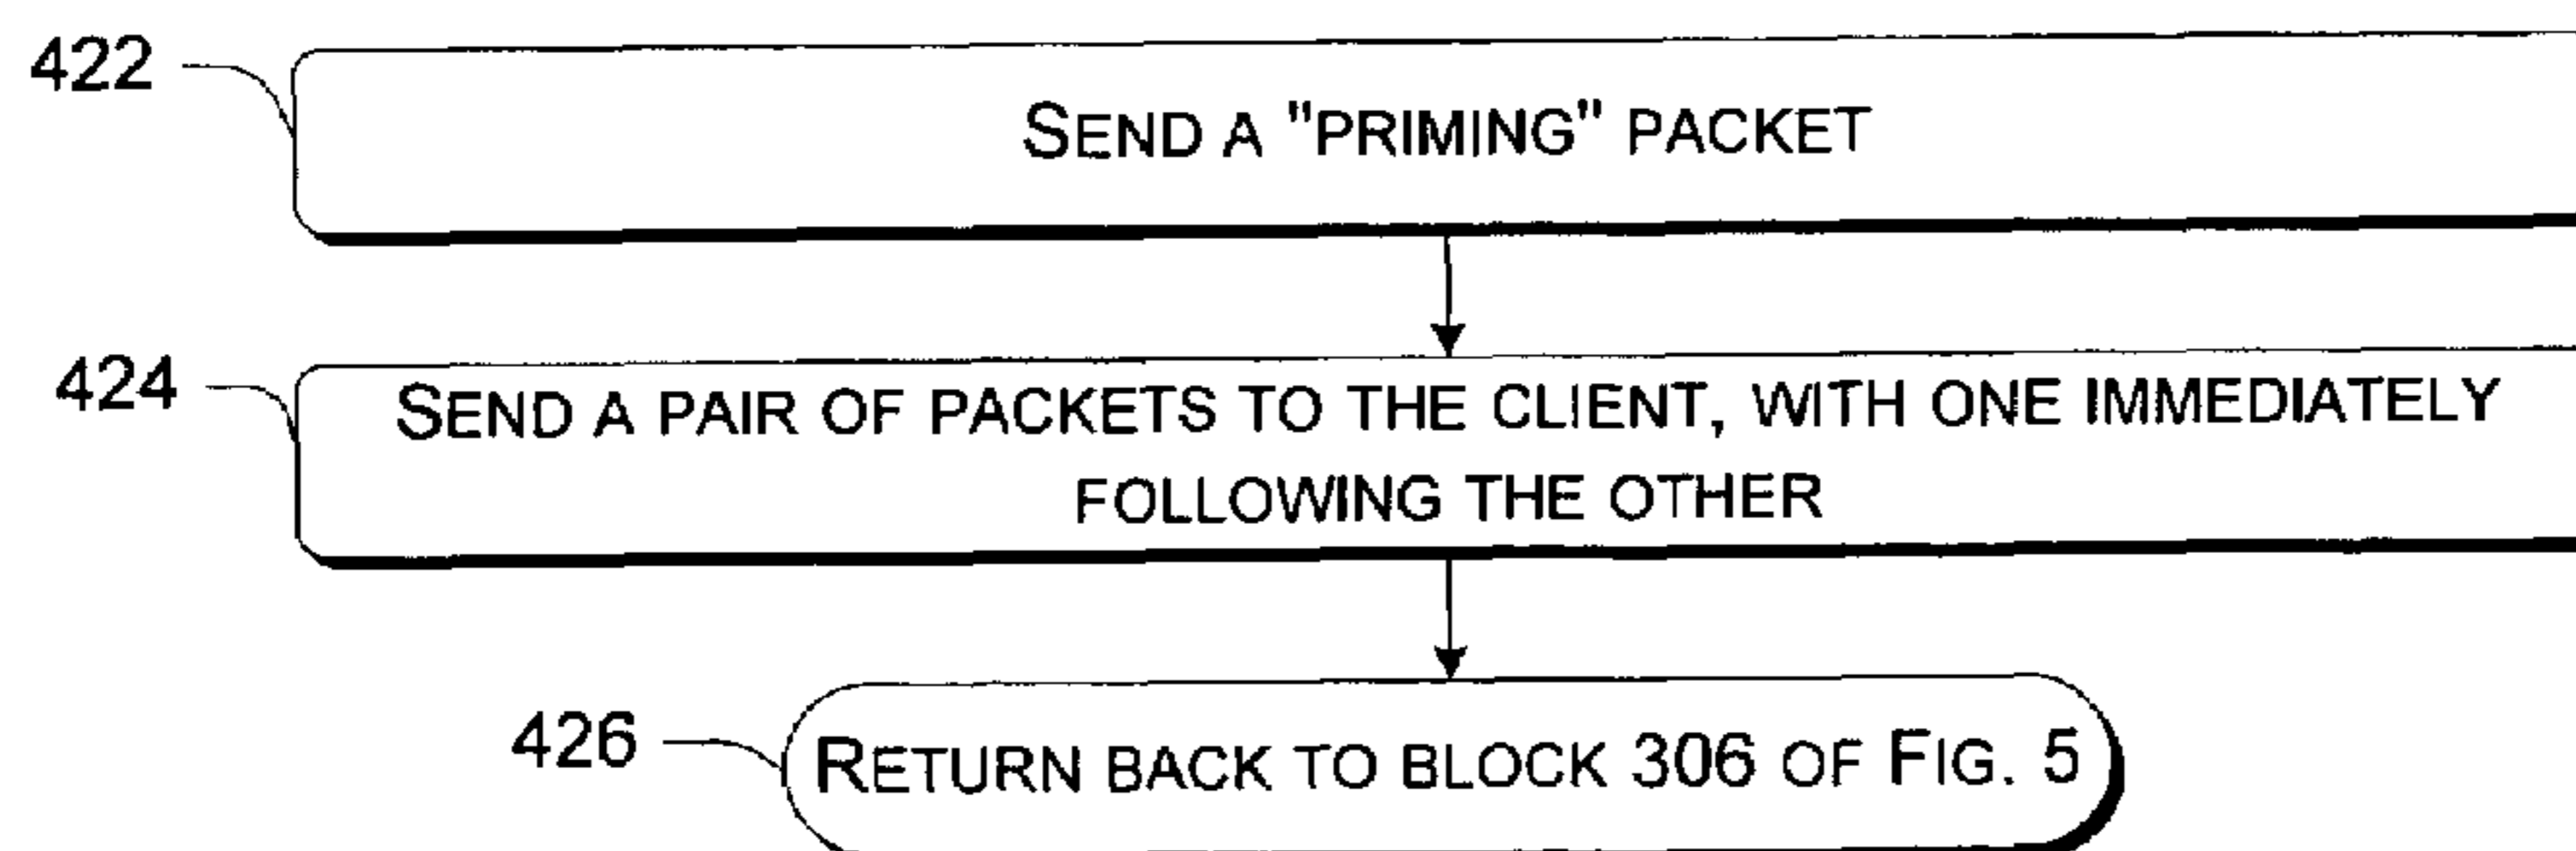 422
SEND A "PRIMING" PACKET
424
SEND A PAIR OF PACKETS TO THE CLIENT, WITH ONE IMMEDIATELY
FOLLOWING THE OTHER
426
RETURN BACK TO BLOCK 306 OF FIG. 5